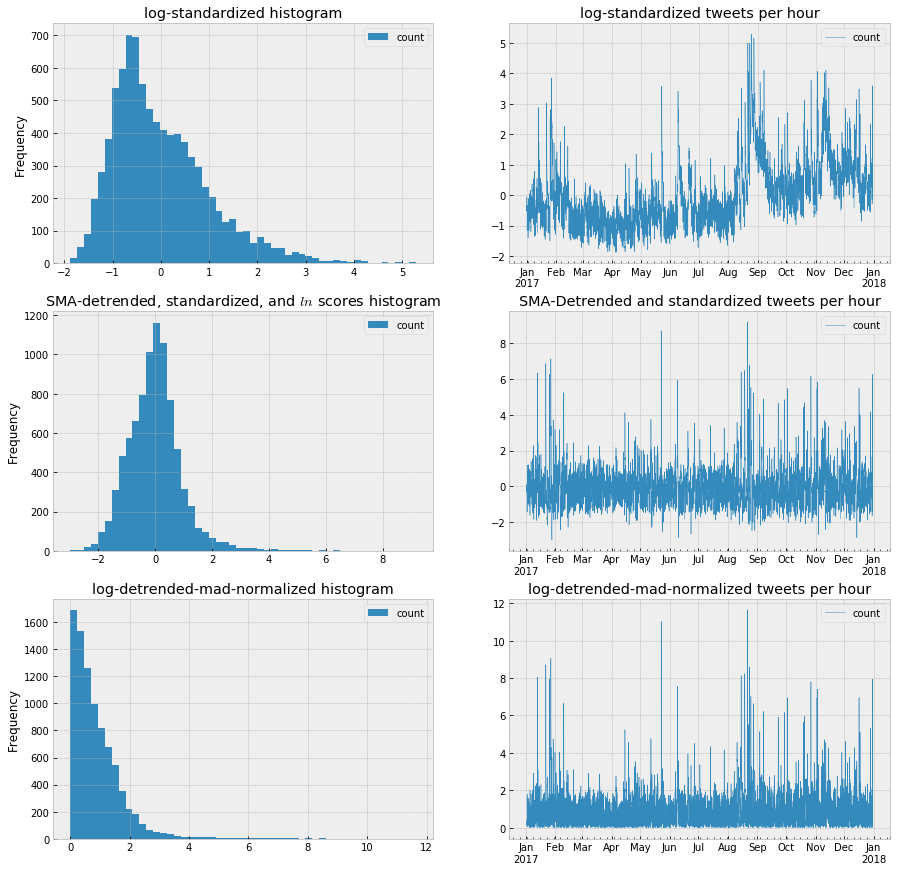 log-standardized histogram
700
600
500
400
300
200
100
0
Frequency
count
−2 −1 0 1 2 3 4 5
log-standardized tweets per hour
5
4
3
2
1
0
−1
−2
count
Jan Feb Mar Apr May Jun Jul Aug Sep Oct Nov Dec Jan
2017 2018
SMA-detrended, standardized, and ln scores histogram
1200
1000
800
600
400
200
0
Frequency
count
−2 0 2 4 6 8
SMA-Detrended and standardized tweets per hour
8
6
4
2
0
−2
count
Jan Feb Mar Apr May Jun Jul Aug Sep Oct Nov Dec Jan
2017 2018
log-detrended-mad-normalized histogram
1600
1400
1200
1000
800
600
400
200
0
Frequency
count
0 2 4 6 8 10 12
log-detrended-mad-normalized tweets per hour
12
10
8
6
4
2
0
count
Jan Feb Mar Apr May Jun Jul Aug Sep Oct Nov Dec Jan
2017 2018